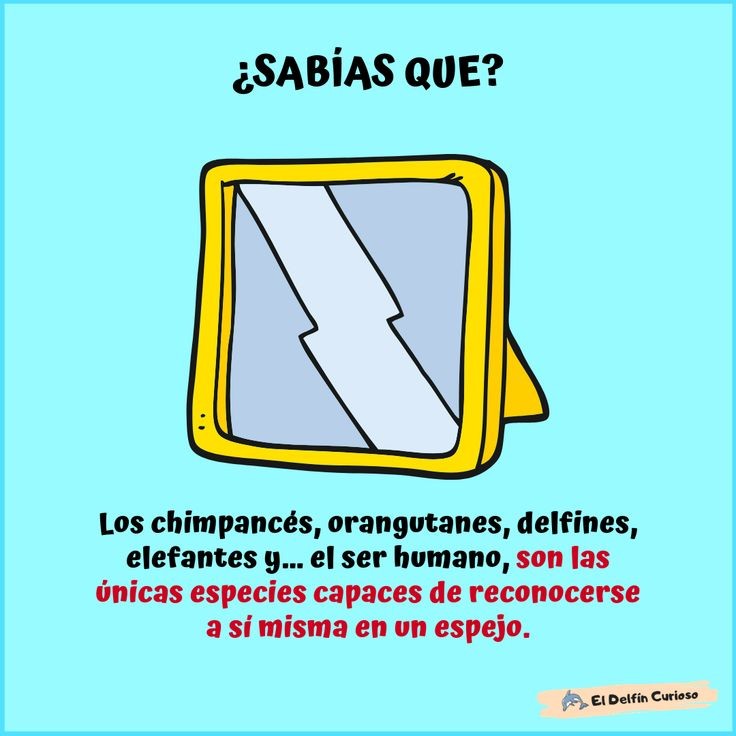 ¿SABÍAS QUE?
Los chimpancés, orangutanes, delfines,
elefantes y... el ser humano, son las
únicas especies capaces de reconocerse
a sí misma en un espejo.
El Delfín Curioso